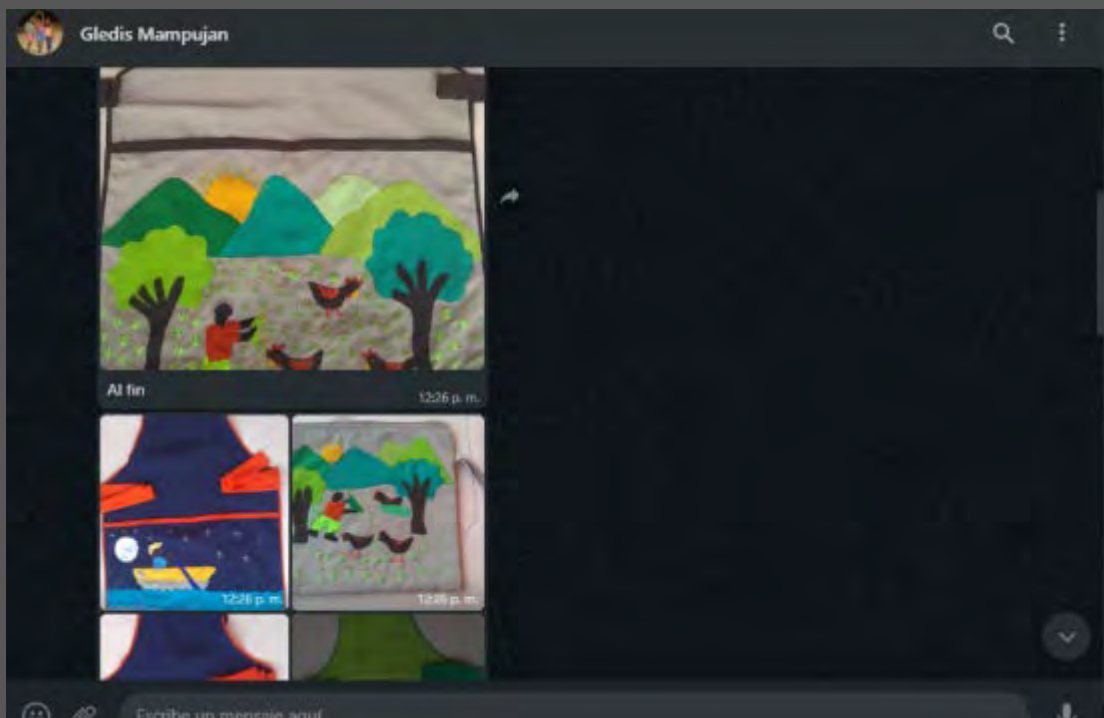 Gledis Mampujan
Al fin
12:26 p. m.
12:26 p. m.
12:26 p. m.
Escribe un mensaje aquí